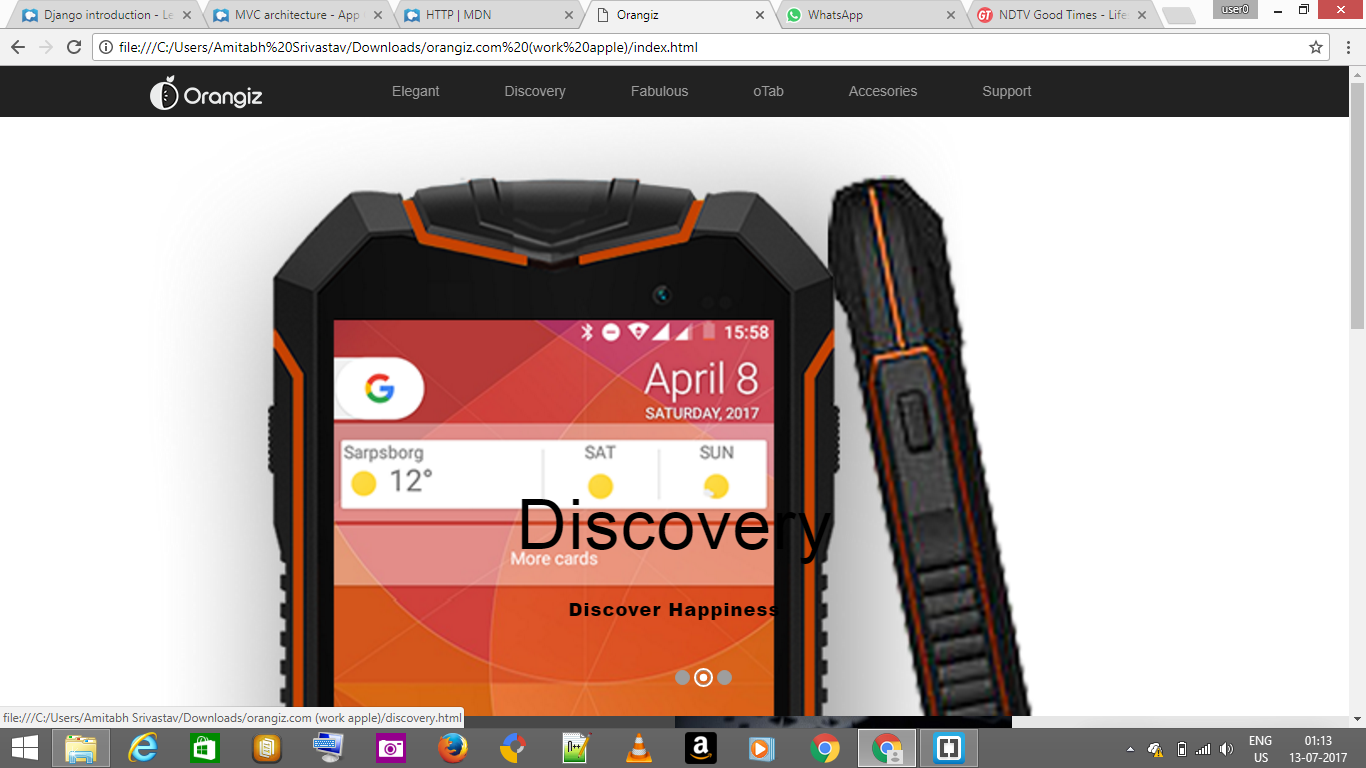 Django introduction - Le
MVC architecture - App
HTTP | MDN
Orangiz
WhatsApp
GT
NDTV Good Times - Life
user0
file:///C:/Users/Amitabh%20Srivastav/Downloads/orangiz.com%20(work%20apple)/index.html
Orangiz
Elegant
Discovery
Fabulous
oTab
Accesories
Support
15:58
G
April 8
SATURDAY, 2017
Sarpsborg
SAT
SUN
12°
Discovery
More cards
Discover Happiness
file:///C:/Users/Amitabh Srivastav/Downloads/orangiz.com (work apple)/discovery.html
ENG
US
01:13
13-07-2017